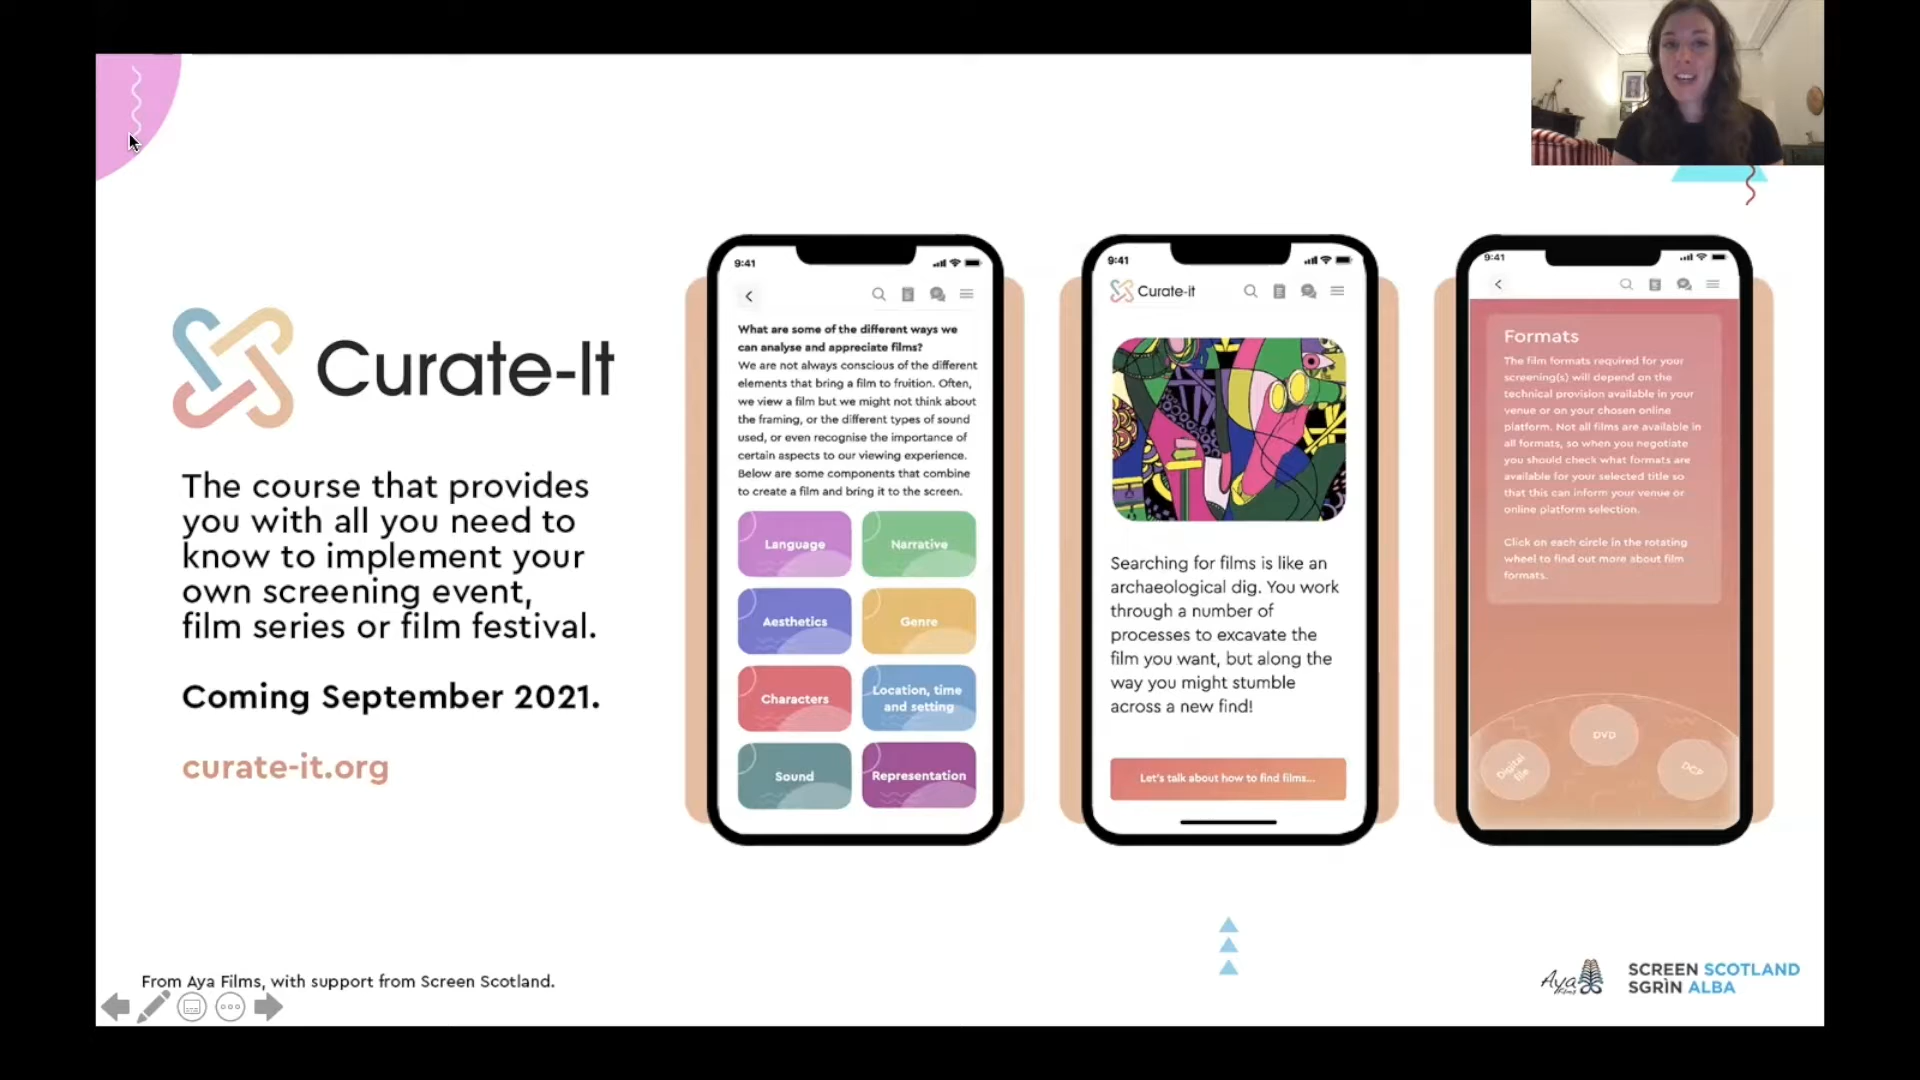 Curate-It
The course that provides
you with all you need to
know to implement your
own screening event,
film series or film festival.
Coming September 2021.
curate-it.org
9:41
What are some of the different ways we
can analyse and appreciate films?
We are not always conscious of the different
elements that bring a film to fruition. Often,
we view a film but we might not think about
the framing, or the different types of sound
used, or even recognise the importance of
certain aspects to our viewing experience.
Below are some components that combine
to create a film and bring it to the screen.
Language
Narrative
Aesthetics
Genre
Characters
Location, time
and setting
Sound
Representation
9:41
Curate-it
Searching for films is like an
archaeological dig. You work
through a number of
processes to excavate the
film you want, but along the
way you might stumble
across a new find!
Let's talk about how to find films...
9:41
Formats
The film formats required for your
screening(s) will depend on the
technical provision available in your
venue or on your chosen online
platform. Not all films are available in
all formats, so when you negotiate
you should check what formats are
available for your selected title so
that this can inform your venue or
online platform selection.
Click on each circle in the rotating
wheel to find out more about film
formats.
Digital
file
DVD
DCP
From Aya Films, with support from Screen Scotland.
Aya
films
SCREEN SCOTLAND
SGRÌN ALBA